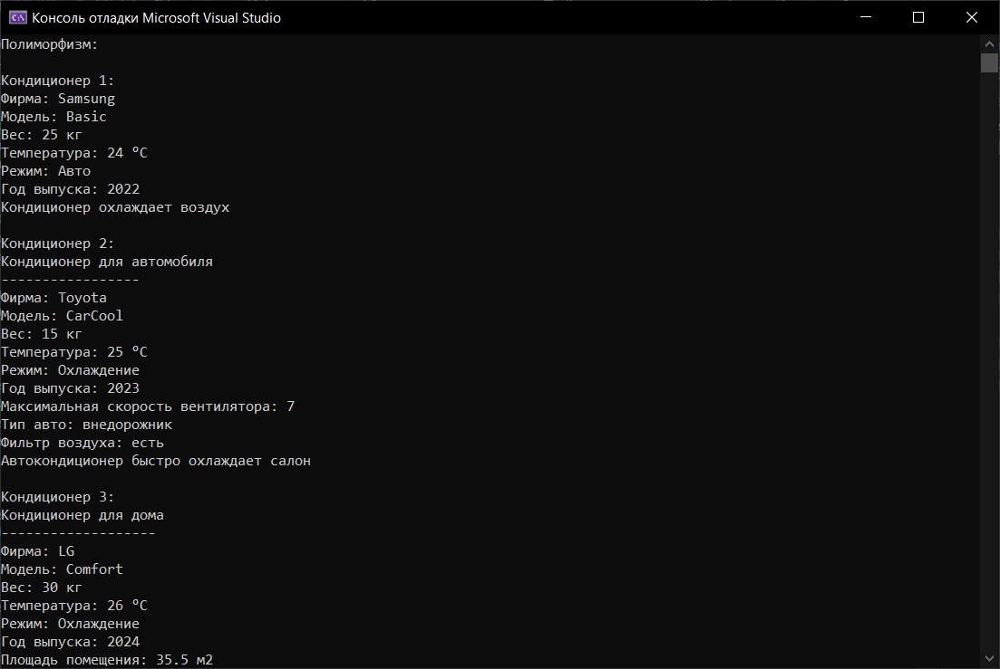 Консоль отладки Microsoft Visual Studio
Полиморфизм:
Кондиционер 1:
Фирма: Samsung
Модель: Basic
Вес: 25 кг
Температура: 24 °C
Режим: Авто
Год выпуска: 2022
Кондиционер охлаждает воздух
Кондиционер 2:
Кондиционер для автомобиля
-----------------
Фирма: Toyota
Модель: CarCool
Вес: 15 кг
Температура: 25 °C
Режим: Охлаждение
Год выпуска: 2023
Максимальная скорость вентилятора: 7
Тип авто: внедорожник
Фильтр воздуха: есть
Автокондиционер быстро охлаждает салон
Кондиционер 3:
Кондиционер для дома
-------------------
Фирма: LG
Модель: Comfort
Вес: 30 кг
Температура: 26 °C
Режим: Охлаждение
Год выпуска: 2024
Площадь помещения: 35.5 м2